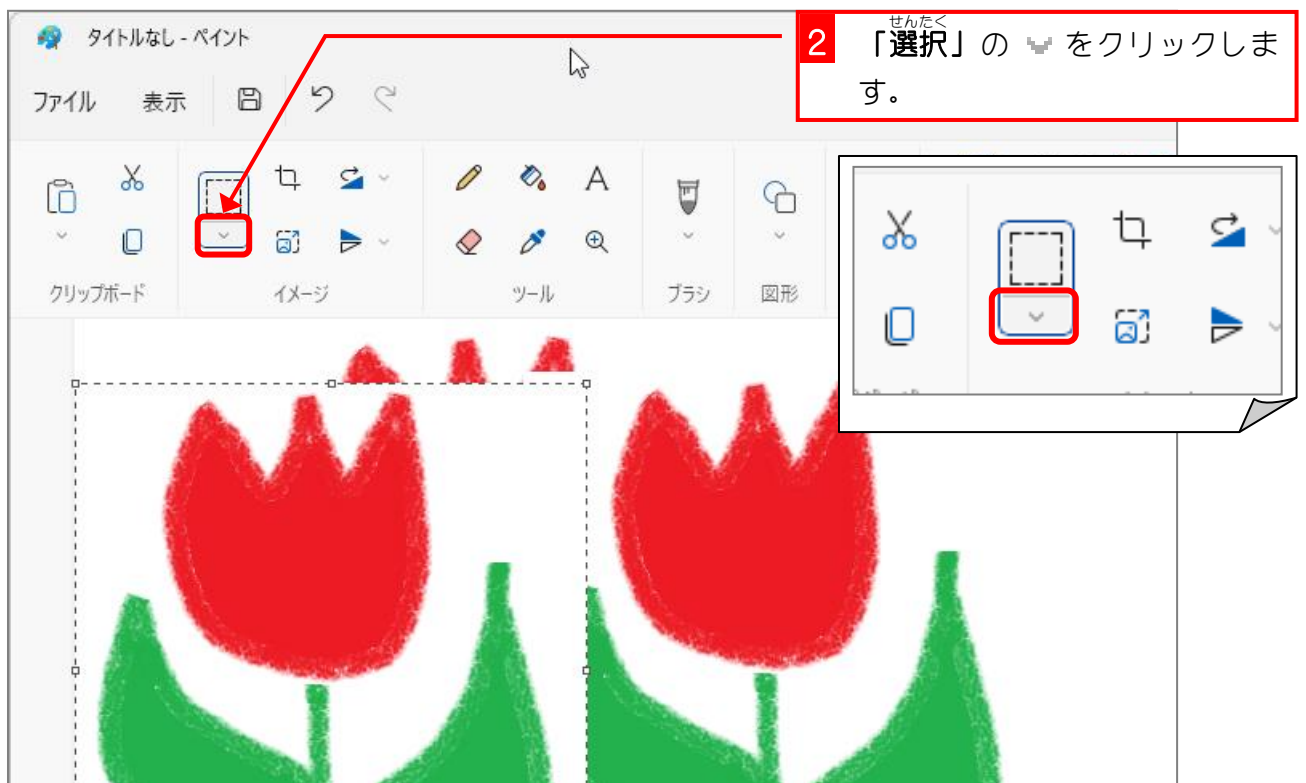 タイトルなし - ペイント
せんたく
2 「選択」の をクリックしま
す。
ファイル 表示
クリップボード イメージ ツール ブラシ 図形